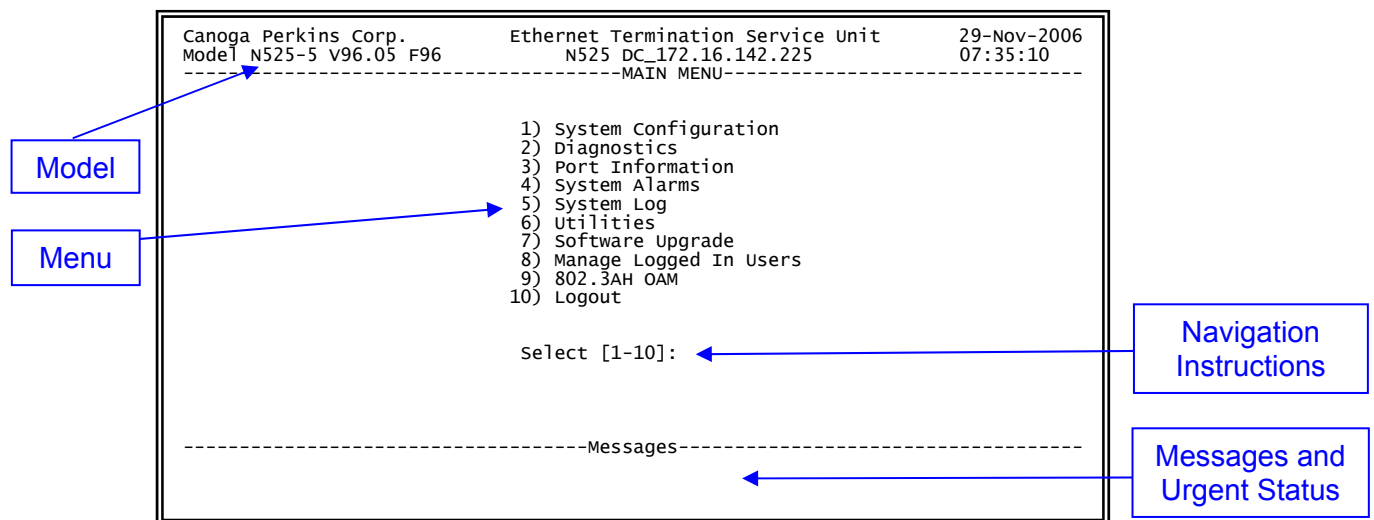 Canoga Perkins Corp. Ethernet Termination Service Unit 29-Nov-2006
Model N525-5 V96.05 F96 N525 DC_172.16.142.225 07:35:10
---------------------------------------MAIN MENU--------------------------------
1) System Configuration
2) Diagnostics
3) Port Information
4) System Alarms
5) System Log
6) Utilities
7) Software Upgrade
8) Manage Logged In Users
9) 802.3AH OAM
10) Logout
Select [1-10]:
------------------------------------Messages------------------------------------
Model
Menu
Navigation
Instructions
Messages and
Urgent Status